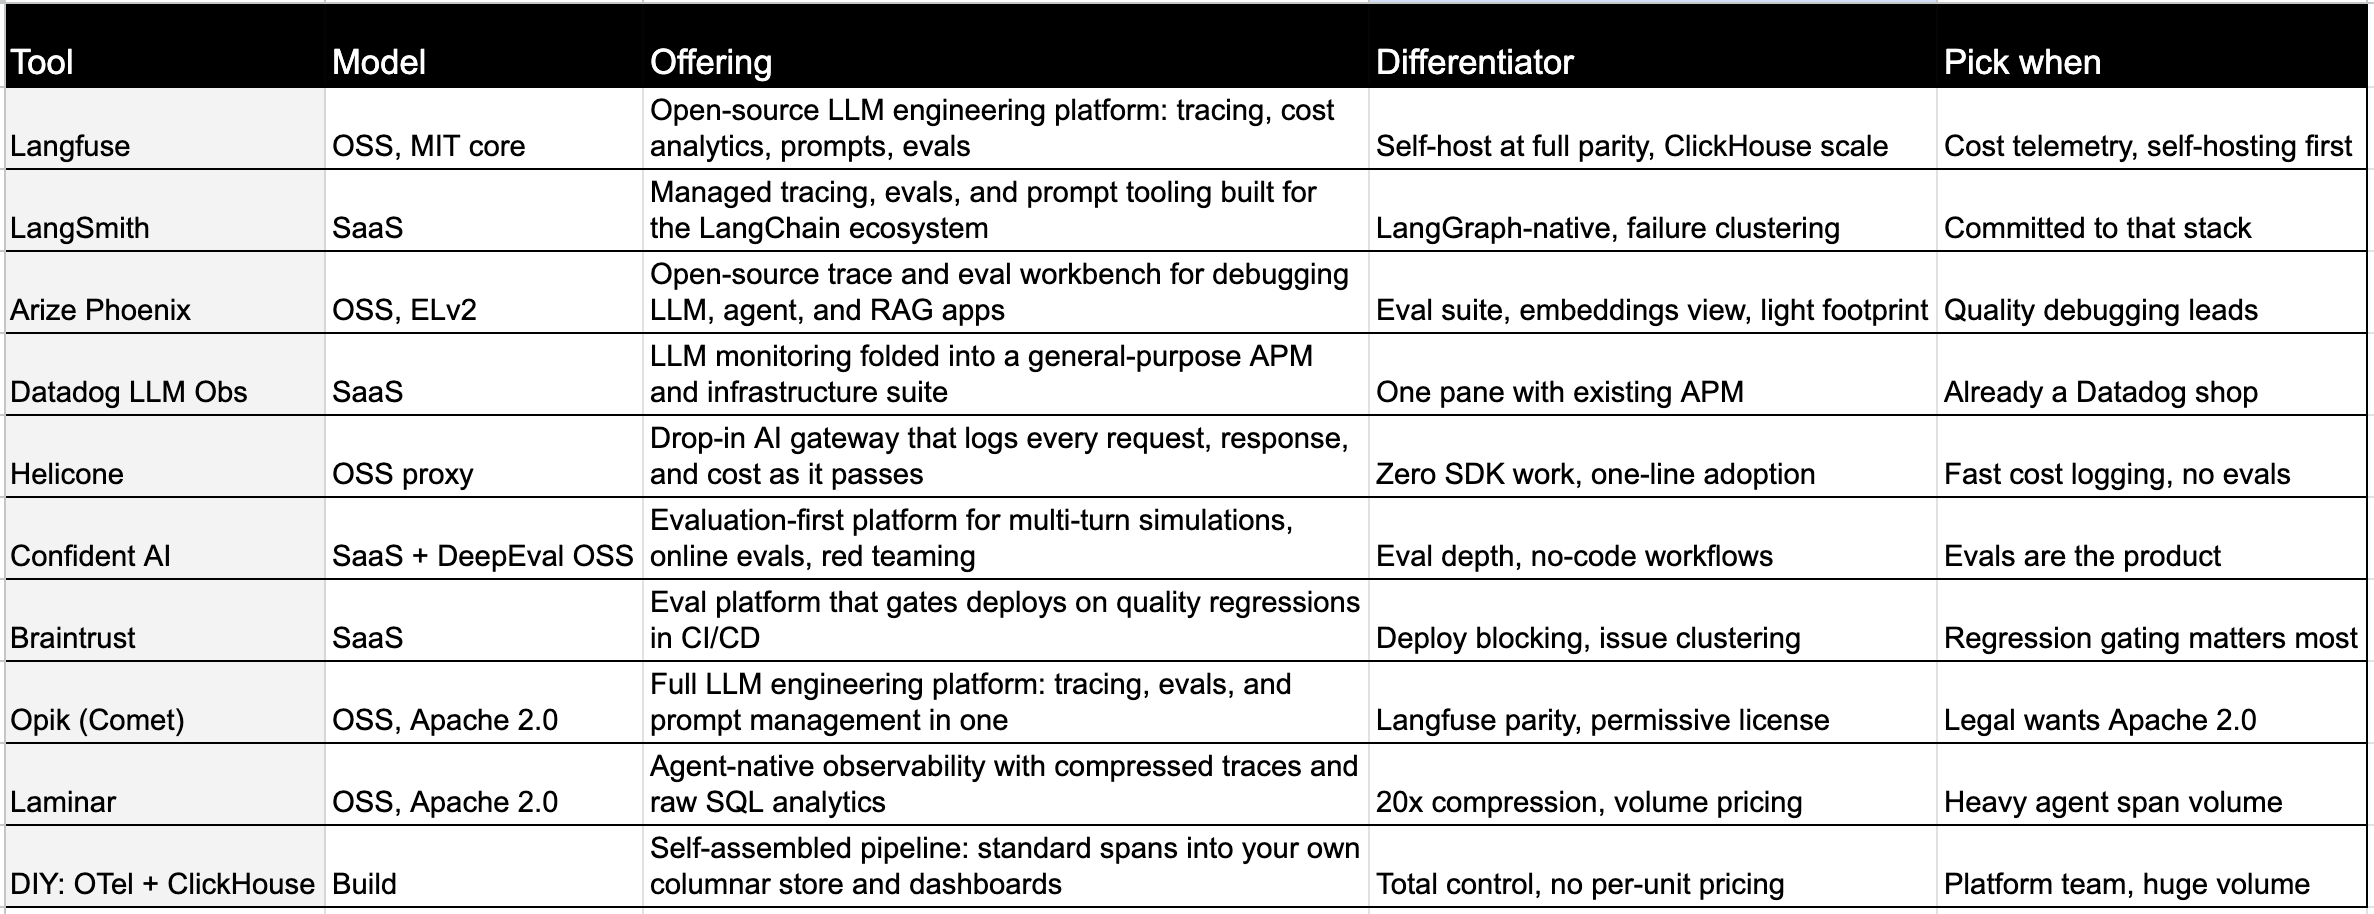 Tool Model Offering Differentiator Pick when
Open-source LLM engineering platform: tracing, cost
Langfuse OSS, MIT core analytics, prompts, evals Self-host at full parity, ClickHouse scale Cost telemetry, self-hosting first
Managed tracing, evals, and prompt tooling built for
LangSmith SaaS the LangChain ecosystem LangGraph-native, failure clustering Committed to that stack
Open-source trace and eval workbench for debugging
Arize Phoenix OSS, ELv2 LLM, agent, and RAG apps Eval suite, embeddings view, light footprint Quality debugging leads
LLM monitoring folded into a general-purpose APM
Datadog LLM Obs SaaS and infrastructure suite One pane with existing APM Already a Datadog shop
Drop-in AI gateway that logs every request, response,
Helicone OSS proxy and cost as it passes Zero SDK work, one-line adoption Fast cost logging, no evals
Evaluation-first platform for multi-turn simulations,
Confident AI SaaS + DeepEval OSS online evals, red teaming Eval depth, no-code workflows Evals are the product
Eval platform that gates deploys on quality regressions
Braintrust SaaS in CI/CD Deploy blocking, issue clustering Regression gating matters most
Full LLM engineering platform: tracing, evals, and
Opik (Comet) OSS, Apache 2.0 prompt management in one Langfuse parity, permissive license Legal wants Apache 2.0
Agent-native observability with compressed traces and
Laminar OSS, Apache 2.0 raw SQL analytics 20x compression, volume pricing Heavy agent span volume
Self-assembled pipeline: standard spans into your own
DIY: OTel + ClickHouse Build columnar store and dashboards Total control, no per-unit pricing Platform team, huge volume